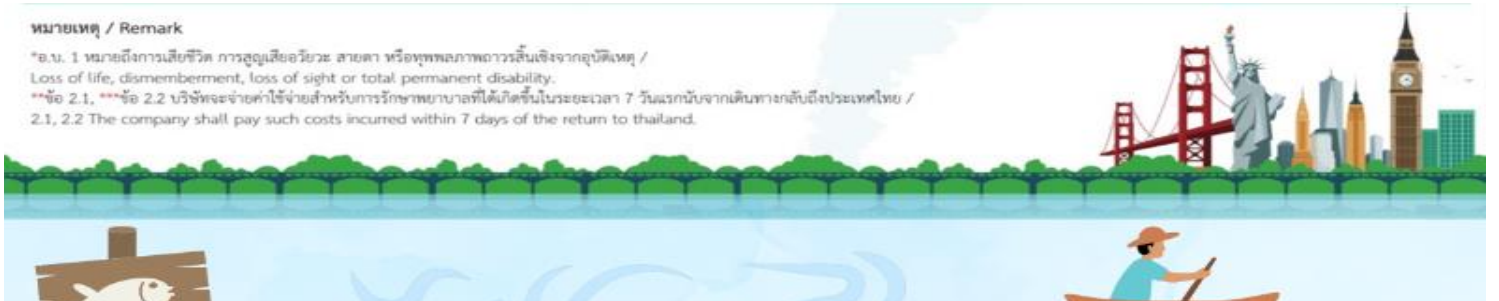 หมายเหตุ / Remark
*อ.บ. 1 หมายถึงการเสียชีวิต การสูญเสียอวัยวะ สายตา หรือทุพพลภาพถาวรสิ้นเชิงจากอุบัติเหตุ /
Loss of life, dismemberment, loss of sight or total permanent disability.
**ข้อ 2.1, ***ข้อ 2.2 บริษัทจะจ่ายค่าใช้จ่ายสำหรับการรักษาพยาบาลที่ได้เกิดขึ้นในระยะเวลา 7 วันแรกนับจากเดินทางกลับถึงประเทศไทย /
2.1, 2.2 The company shall pay such costs incurred within 7 days of the return to thailand.